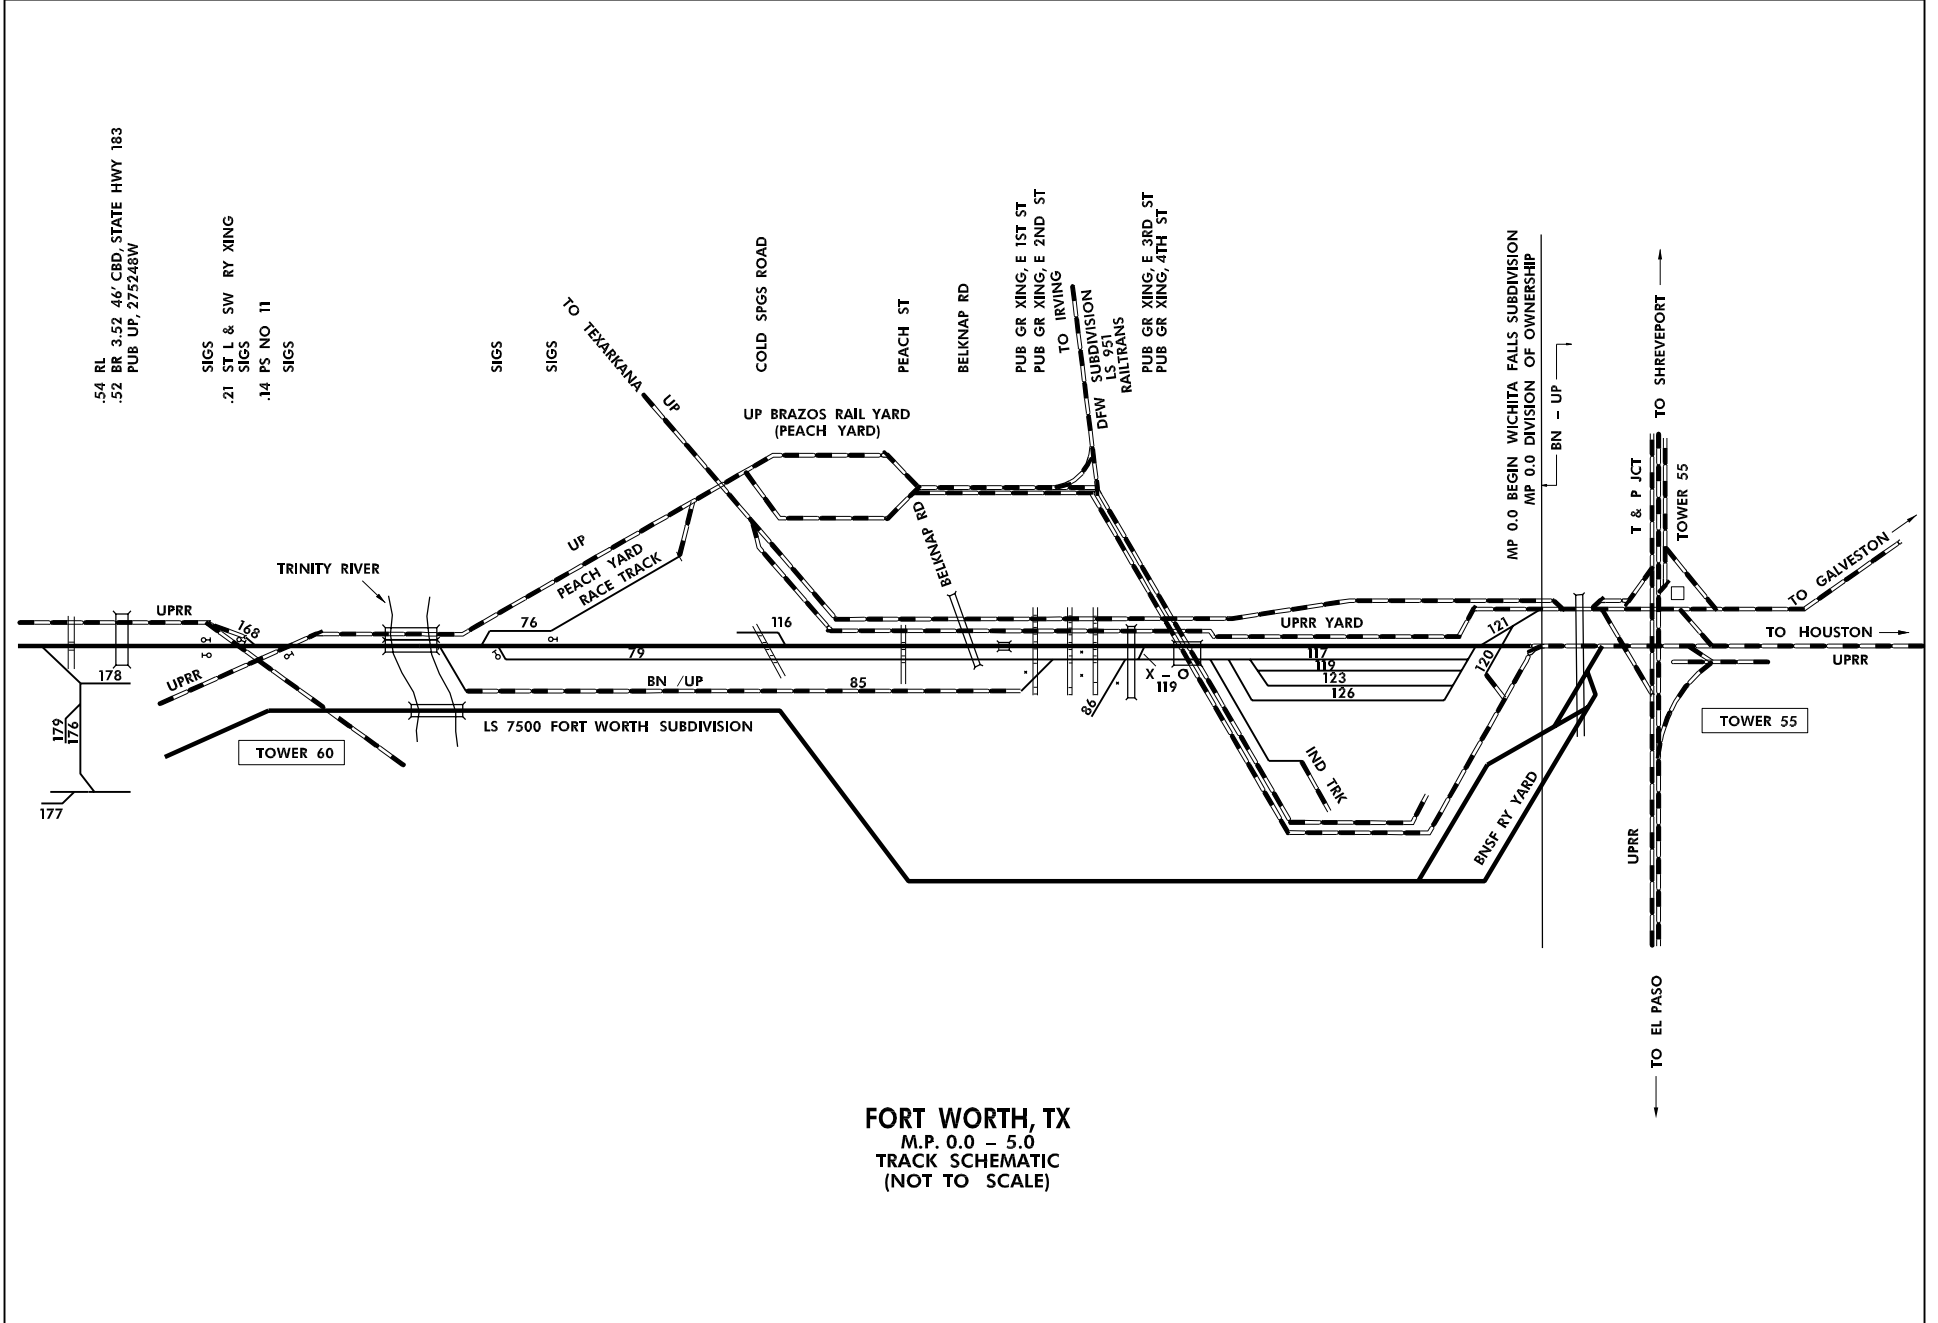 .54 RL
.52 BR 3.52 46' CBD, STATE HWY 183
PUB UP, 275248W
SIGS
.21 ST L & SW RY XING
SIGS
.14 PS NO 11
SIGS
SIGS
SIGS
TO TEXARKANA
UP
COLD SPGS ROAD
PEACH ST
BELKNAP RD
PUB GR XING, E 1ST ST
PUB GR XING, E 2ND ST
TO IRVING
DFW SUBDIVISION
LS 951
RAILTRANS
PUB GR XING, E 3RD ST
PUB GR XING, 4TH ST
MP 0.0 BEGIN WICHITA FALLS SUBDIVISION
MP 0.0 DIVISION OF OWNERSHIP
BN - UP
TO SHREVEPORT
T & P JCT
TOWER 55
UP BRAZOS RAIL YARD
(PEACH YARD)
UP
PEACH YARD
RACE TRACK
BELKNAP RD
TRINITY RIVER
TO GALVESTON
UPRR
168
76
116
UPRR YARD
121
TO HOUSTON
UPRR
178
UPRR
79
BN /UP
85
X - O
119
86
117
119
123
126
120
179
176
177
TOWER 60
LS 7500 FORT WORTH SUBDIVISION
TOWER 55
IND TRK
BNSF RY YARD
UPRR
TO EL PASO
FORT WORTH, TX
M.P. 0.0 - 5.0
TRACK SCHEMATIC
(NOT TO SCALE)